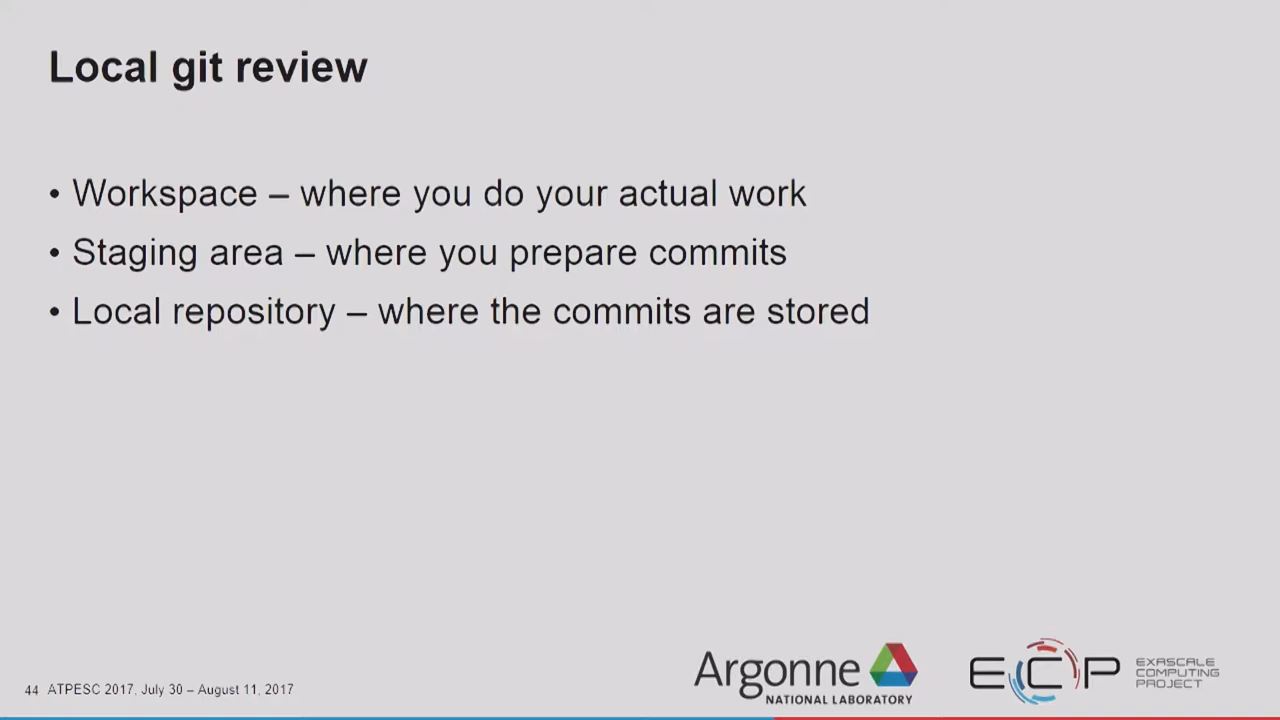 Local git review
• Workspace – where you do your actual work
• Staging area – where you prepare commits
• Local repository – where the commits are stored
44 ATPESC 2017, July 30 – August 11, 2017
Argonne
NATIONAL LABORATORY
ECP
EXASCALE
COMPUTING
PROJECT